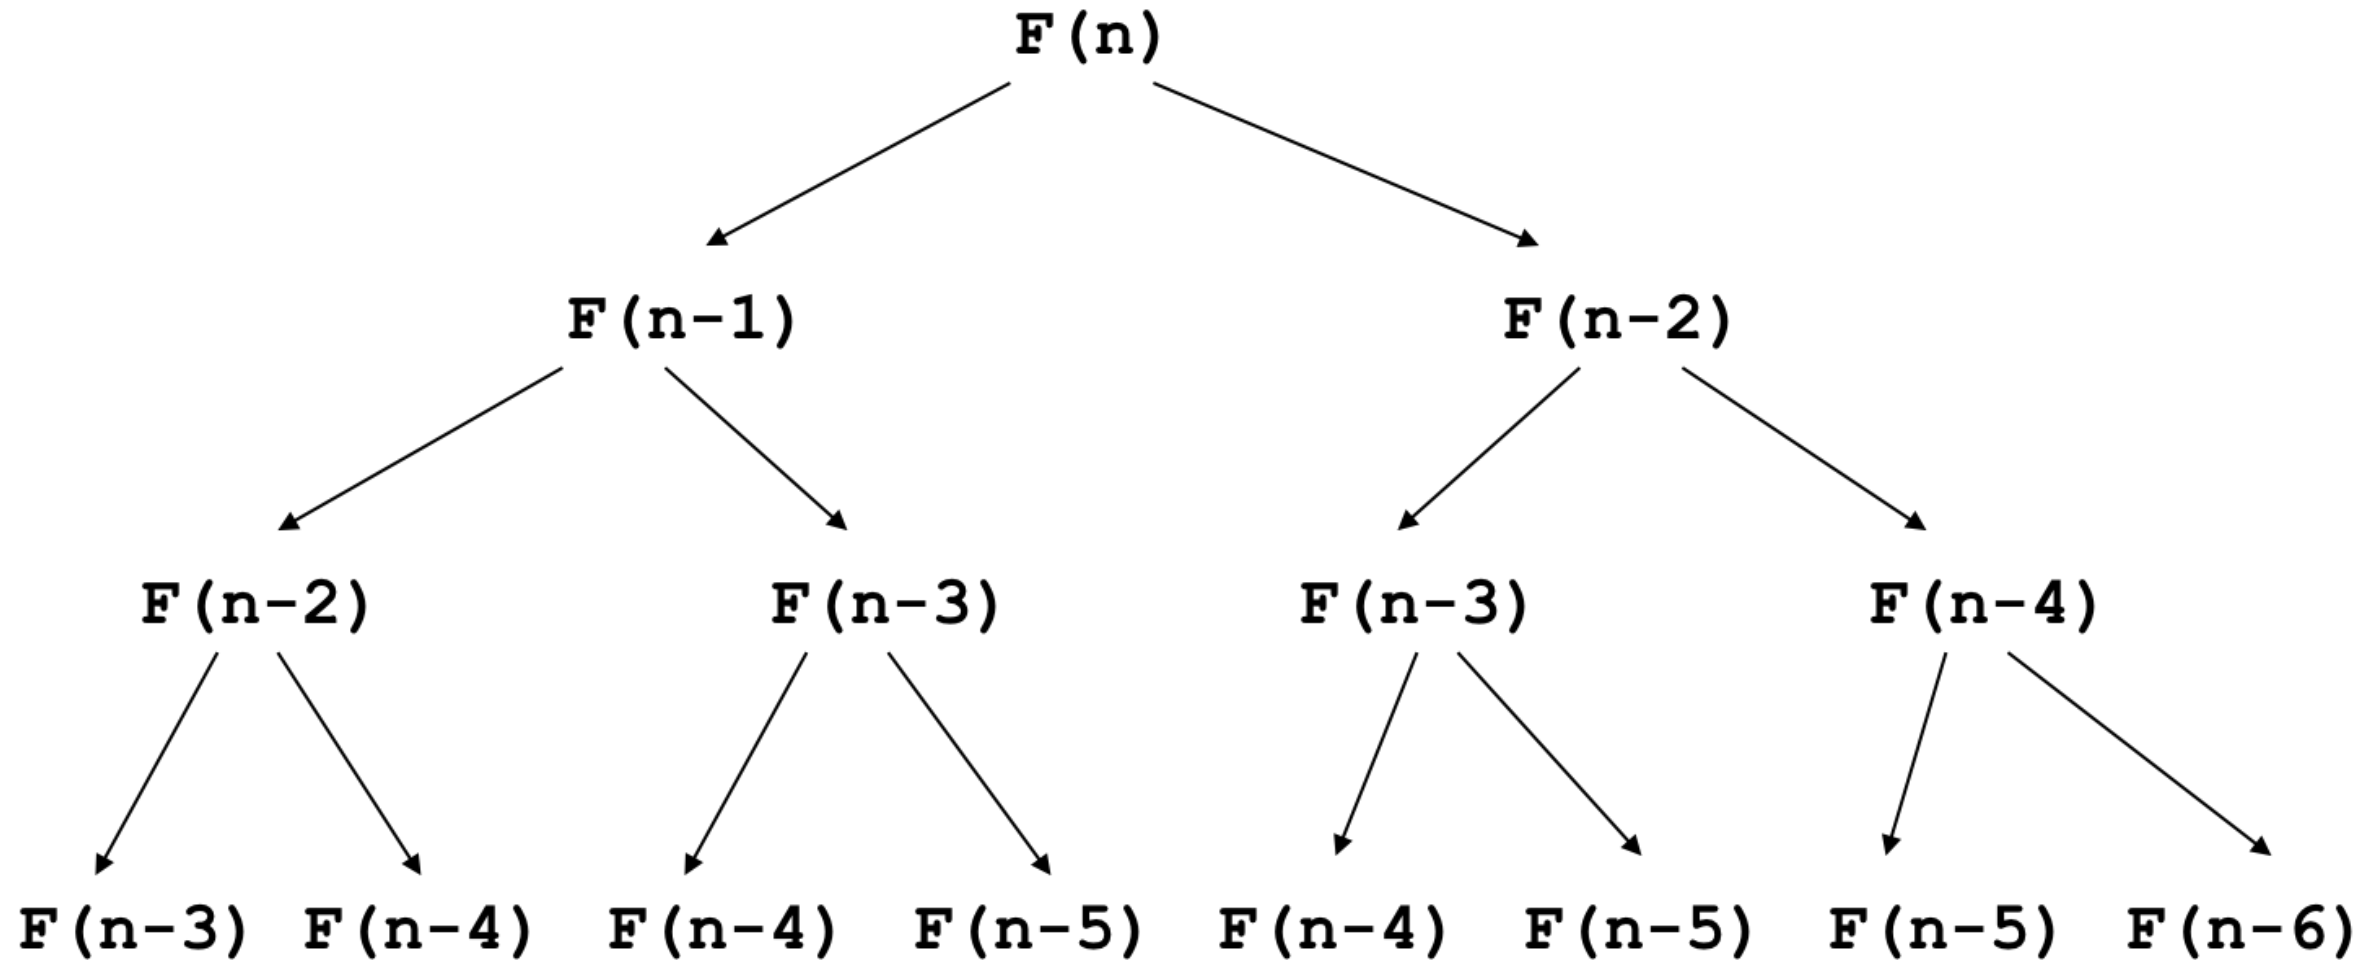 F(n)
F(n-1) F(n-2)
F(n-2) F(n-3) F(n-3) F(n-4)
F(n-3) F(n-4) F(n-4) F(n-5) F(n-4) F(n-5) F(n-5) F(n-6)